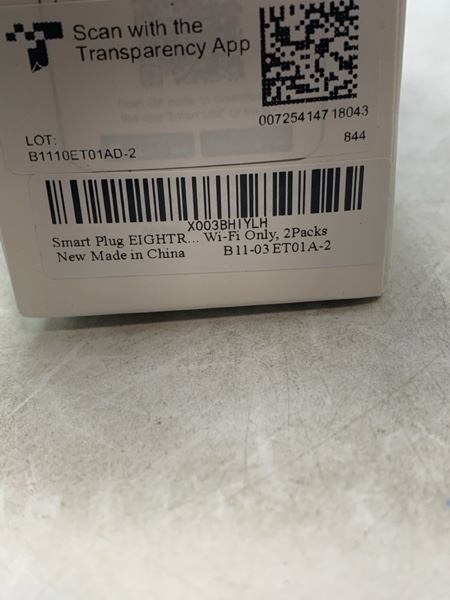 Scan with the
Transparency App
007254147 18043
844
LOT:
B1110ET01AD-2
X003BHIYLH
Smart Plug EIGHTR... Wi-Fi Only, 2Packs
New Made in China B11-03 ET01A-2